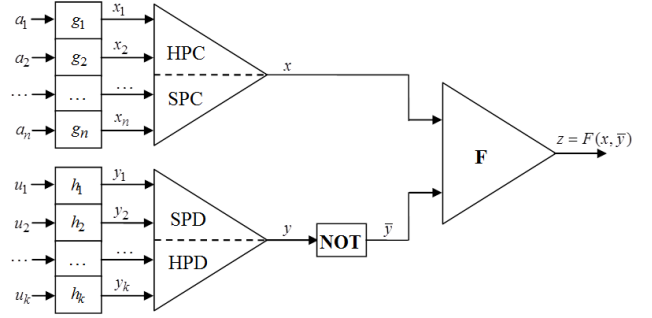 a₁ g₁ x₁
a₂ g₂ x₂
HPC
x
… … …
SPC
aₙ gₙ xₙ
F
z = F(x, y̅)
u₁ h₁ y₁
u₂ h₂ y₂
SPD
y NOT y̅
… … …
HPD
uₖ hₖ yₖ